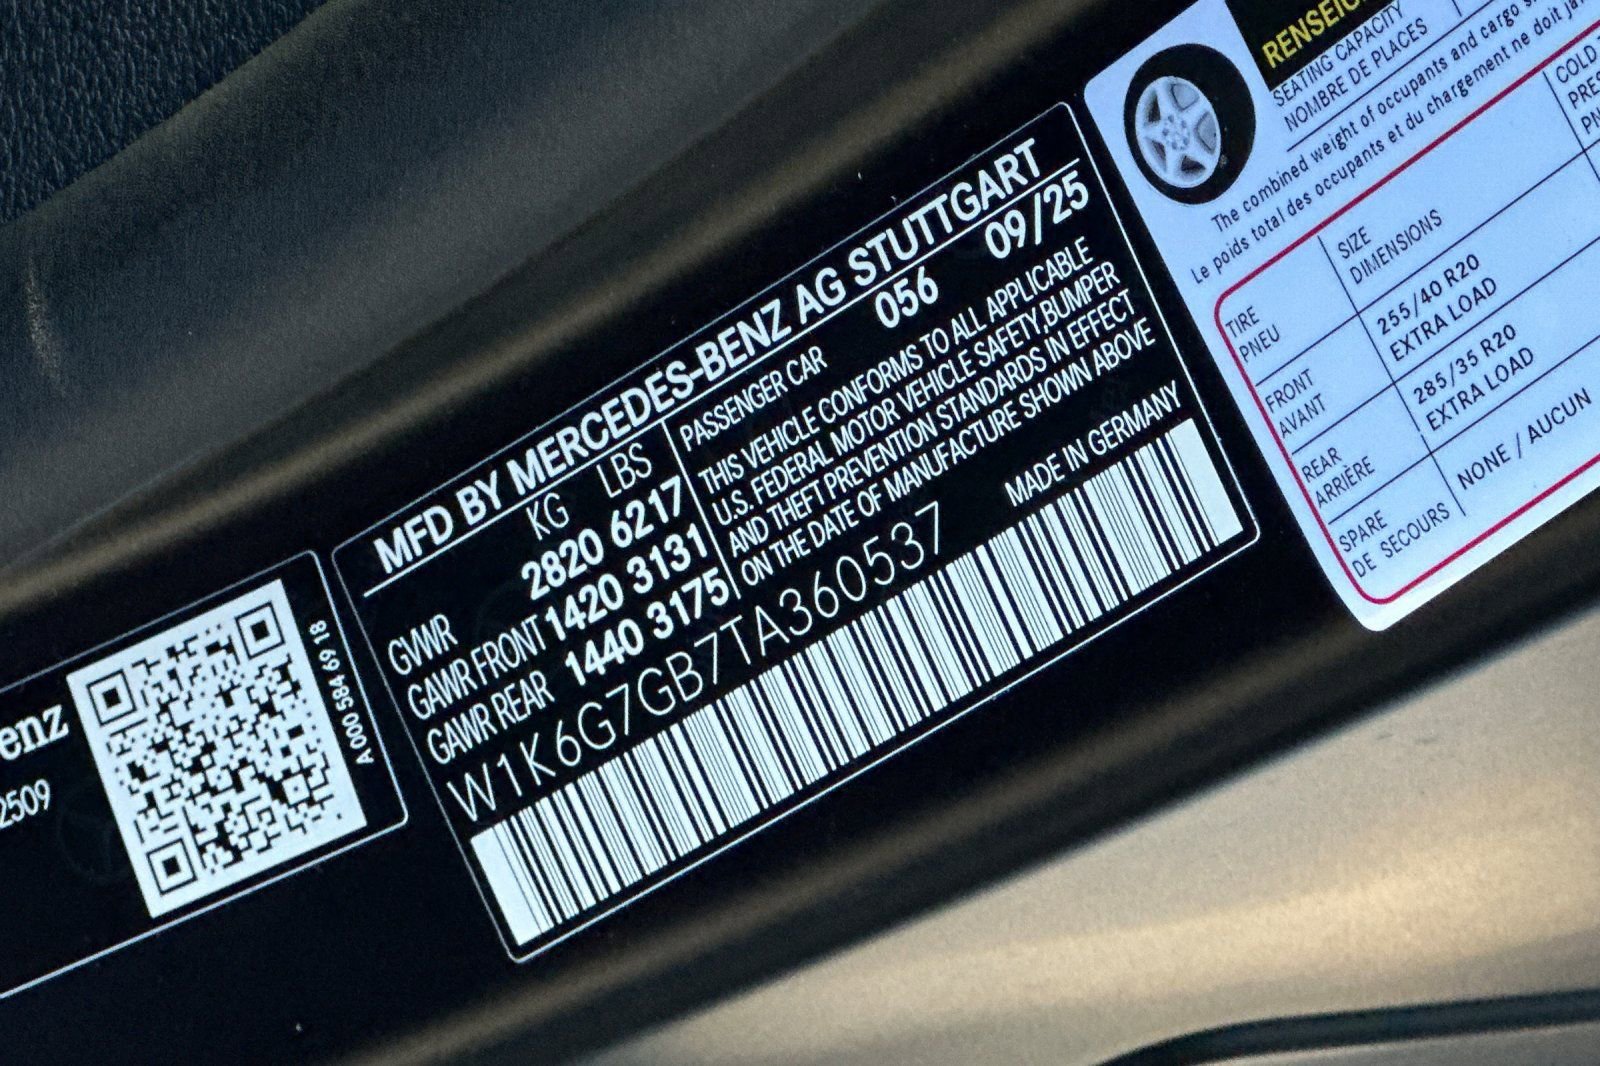 enz
2509
A 000 584 69 18
MFD BY MERCEDES-BENZ AG STUTTGART
KG LBS
GVWR 2820 6217
GAWR FRONT 1420 3131
GAWR REAR 1440 3175
PASSENGER CAR 056 09/25
THIS VEHICLE CONFORMS TO ALL APPLICABLE
U.S. FEDERAL MOTOR VEHICLE SAFETY,BUMPER
AND THEFT PREVENTION STANDARDS IN EFFECT
ON THE DATE OF MANUFACTURE SHOWN ABOVE
MADE IN GERMANY
W1K6G7GB7TA360537
RENSEIG
SEATING CAPACITY
NOMBRE DE PLACES
The combined weight of occupants and cargo s
Le poids total des occupants et du chargement ne doit ja
TIRE
PNEU
SIZE
DIMENSIONS
COLD T
PRES
PN
FRONT
AVANT
255/40 R20
EXTRA LOAD
REAR
ARRIÈRE
285/35 R20
EXTRA LOAD
SPARE
DE SECOURS
NONE / AUCUN